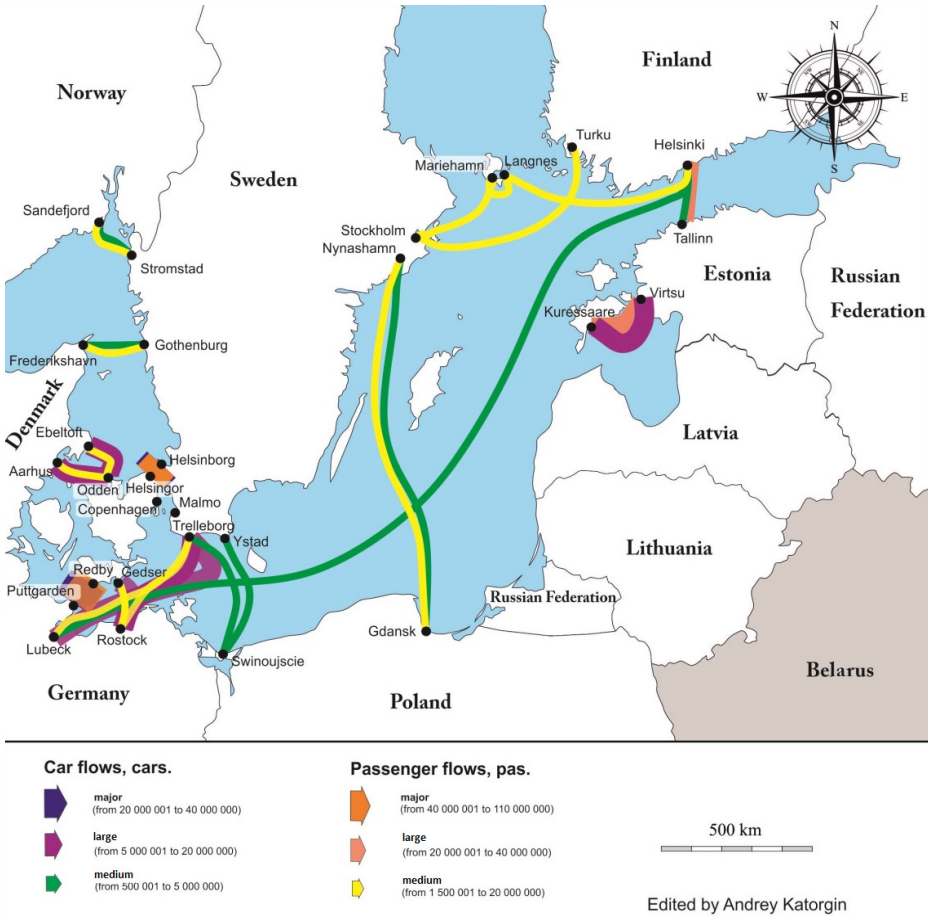 N
NW
NE
W
E
SW
SE
S
Norway
Sweden
Finland
Turku
Helsinki
Mariehamn
Langnes
Sandefjord
Stockholm
Nynashamn
Tallinn
Stromstad
Estonia
Russian
Federation
Virtsu
Kuressaare
Frederikshavn
Gothenburg
Denmark
Latvia
Ebeltoft
Helsinborg
Aarhus
Odden
Helsingor
Copenhagen
Malmo
Trelleborg
Ystad
Lithuania
Redby
Gedser
Puttgarden
Russian Federation
Rostock
Gdansk
Lubeck
Swinoujscie
Germany
Poland
Belarus
Car flows, cars.
major
(from 20 000 001 to 40 000 000)
large
(from 5 000 001 to 20 000 000)
medium
(from 500 001 to 5 000 000)
Passenger flows, pas.
major
(from 40 000 001 to 110 000 000)
large
(from 20 000 001 to 40 000 000)
medium
(from 1 500 001 to 20 000 000)
500 km
Edited by Andrey Katorgin